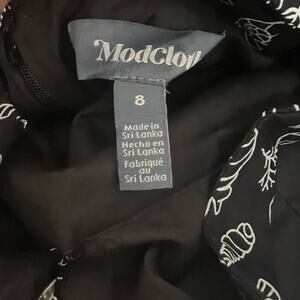 ModCloth
8
Made in
Sri Lanka
Hecho en
Sri Lanka
Fabriqué
au
Sri Lanka